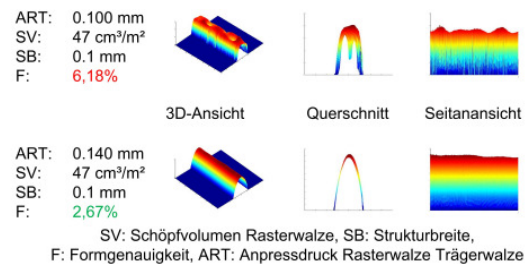 ART: 0.100 mm
SV: 47 cm³/m²
SB: 0.1 mm
F: 6,18%
3D-Ansicht Querschnitt Seitanansicht
ART: 0.140 mm
SV: 47 cm³/m²
SB: 0.1 mm
F: 2,67%
SV: Schöpfvolumen Rasterwalze, SB: Strukturbreite,
F: Formgenauigkeit, ART: Anpressdruck Rasterwalze Trägerwalze